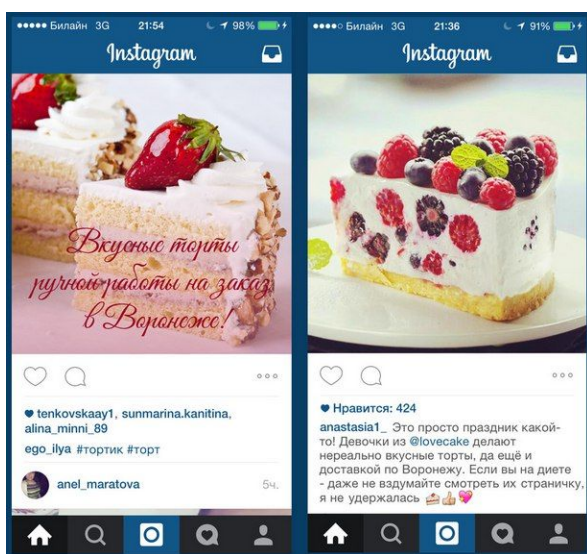 Билайн 3G 21:54 98%
Instagram
Вкусные торты
ручной работы на заказ
в Воронеже!
tenkovskaay1, sunmarina.kanitina,
alina_minni_89
ego_ilya #тортик #торт
anel_maratova 5ч.
Билайн 3G 21:36 91%
Instagram
Нравится: 424
anastasia1_ Это просто праздник какой-
то! Девочки из @lovecake делают
нереально вкусные торты, да ещё и
доставкой по Воронежу. Если вы на диете
- даже не вздумайте смотреть их страничку,
я не удержалась 🍰👍💖